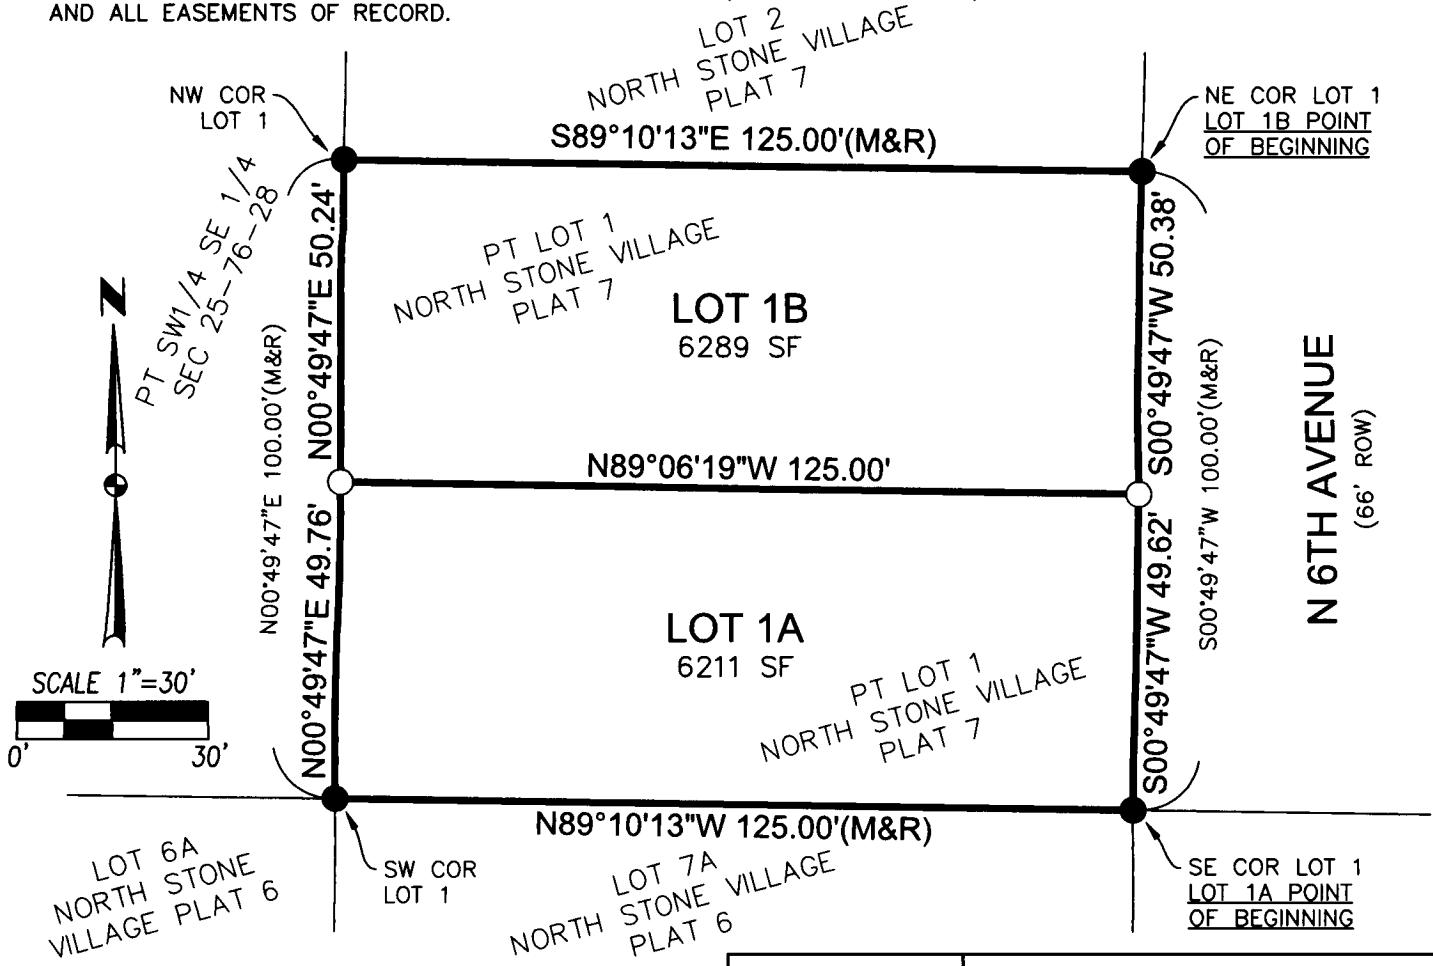 AND ALL EASEMENTS OF RECORD.
LOT 2
NORTH STONE VILLAGE
PLAT 7
NW COR
LOT 1
NE COR LOT 1
LOT 1B POINT
OF BEGINNING
S89°10'13"E 125.00'(M&R)
PT SW1/4 SE 1/4
SEC 25-76-28
N00°49'47"E 50.24'
PT LOT 1
NORTH STONE VILLAGE
PLAT 7
LOT 1B
6289 SF
S00°49'47"W 50.38'
N
N00°49'47"E 100.00'(M&R)
S00°49'47"W 100.00'(M&R)
N 6TH AVENUE
(66' ROW)
N89°06'19"W 125.00'
N00°49'47"E 49.76'
LOT 1A
6211 SF
S00°49'47"W 49.62'
PT LOT 1
NORTH STONE VILLAGE
PLAT 7
SCALE 1"=30'
0' 30'
N89°10'13"W 125.00'(M&R)
LOT 6A
NORTH STONE
VILLAGE PLAT 6
SW COR
LOT 1
LOT 7A
NORTH STONE VILLAGE
PLAT 6
SE COR LOT 1
LOT 1A POINT
OF BEGINNING